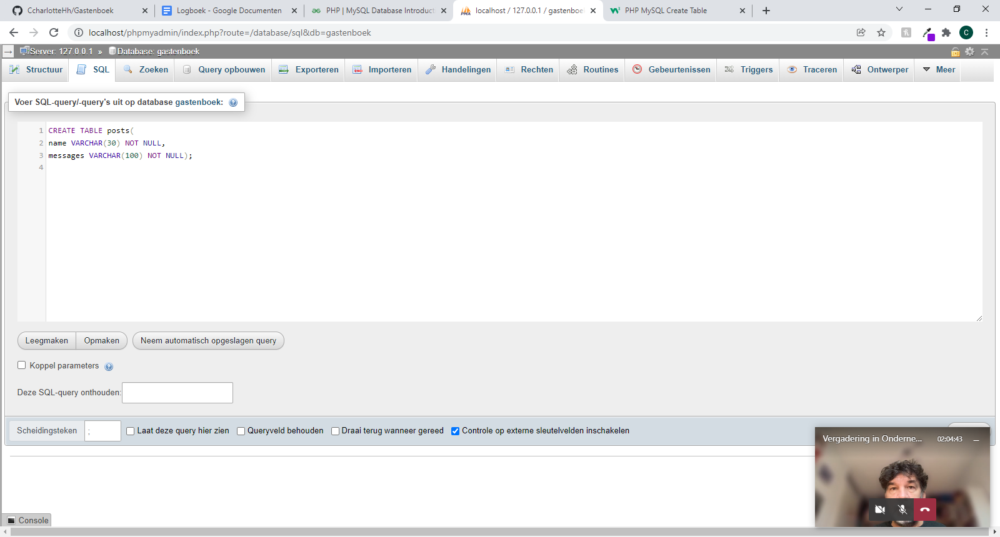 CcharlotteHh/Gastenboek
Logboek - Google Documenten
PHP | MySQL Database Introduct
localhost / 127.0.0.1 / gastenboe
PHP MySQL Create Table
localhost/phpmyadmin/index.php?route=/database/sql&db=gastenboek
C
Server: 127.0.0.1 » Database: gastenboek
Structuur
SQL
Zoeken
Query opbouwen
Exporteren
Importeren
Handelingen
Rechten
Routines
Gebeurtenissen
Triggers
Traceren
Ontwerper
Meer
Voer SQL-query/-query's uit op database gastenboek:
1 CREATE TABLE posts(
2 name VARCHAR(30) NOT NULL,
3 messages VARCHAR(100) NOT NULL);
4
Leegmaken
Opmaken
Neem automatisch opgeslagen query
Koppel parameters
Deze SQL-query onthouden:
Scheidingsteken ;
Laat deze query hier zien
Queryveld behouden
Draai terug wanneer gereed
Controle op externe sleutelvelden inschakelen
Vergadering in Onderne... 02:04:43
Console